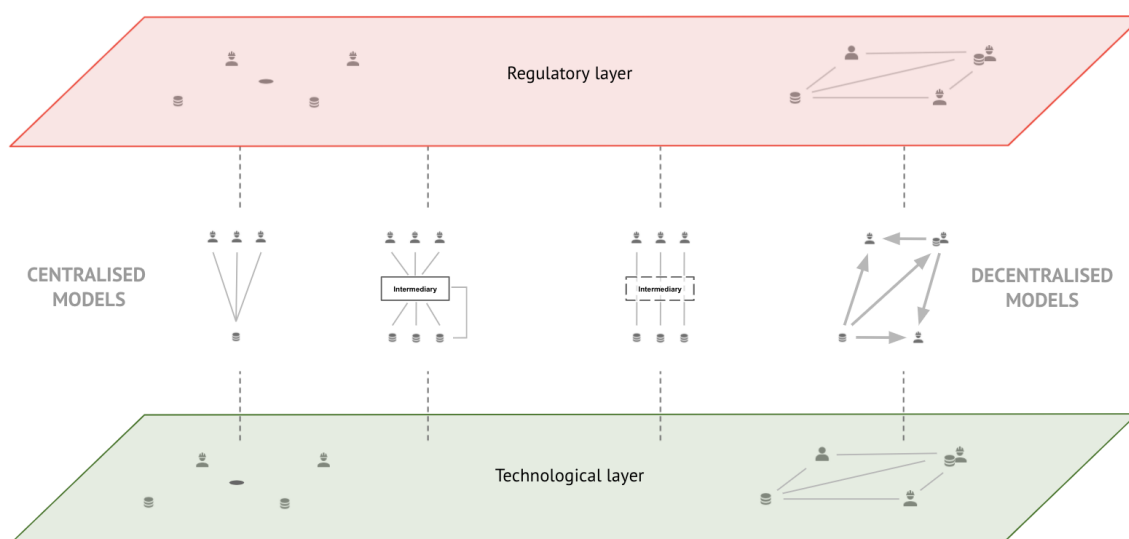 Regulatory layer
CENTRALISED
MODELS
Intermediary
Intermediary
DECENTRALISED
MODELS
Technological layer